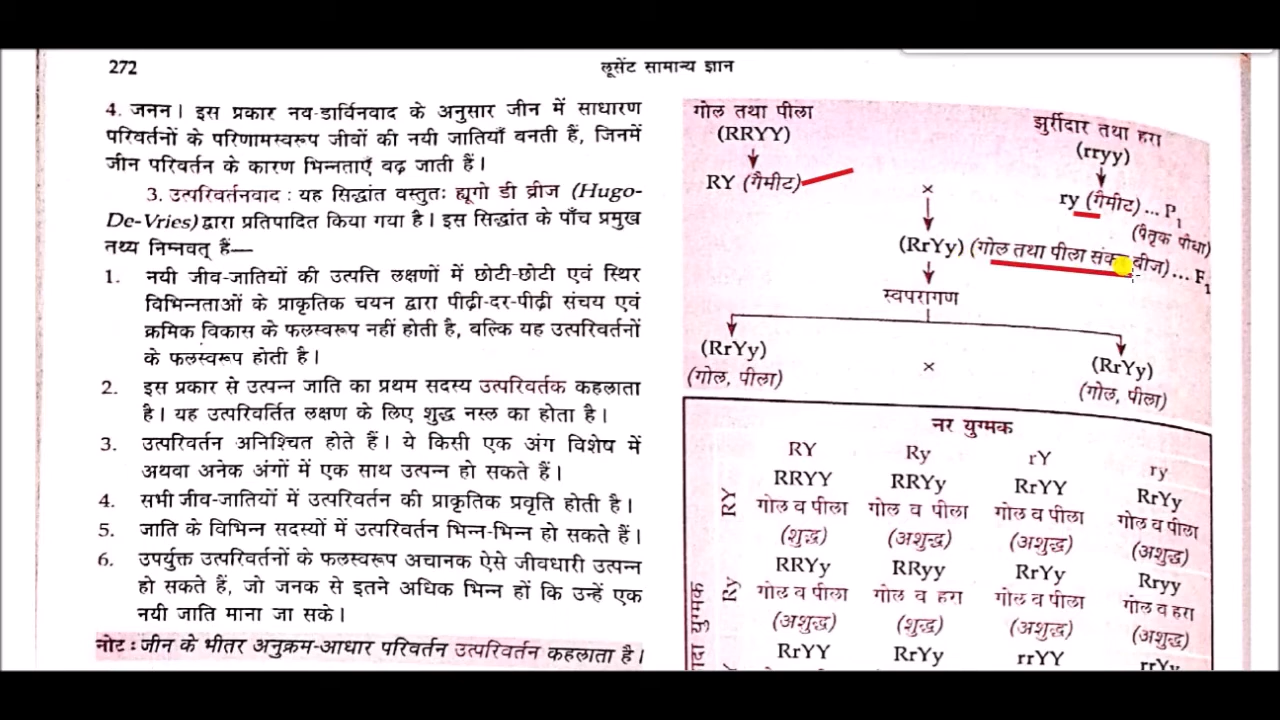 272
लूसेंट सामान्य ज्ञान
4. जनन। इस प्रकार नव-डार्विनवाद के अनुसार जीन में साधारण
परिवर्तनों के परिणामस्वरूप जीवों की नयी जातियाँ बनती हैं, जिनमें
जीन परिवर्तन के कारण भिन्नताएँ बढ़ जाती हैं।
3. उत्परिवर्तनवाद : यह सिद्धांत वस्तुतः ह्यूगो डी ब्रीज (Hugo-
De-Vries) द्वारा प्रतिपादित किया गया है। इस सिद्धांत के पाँच प्रमुख
तथ्य निम्नवत् हैं—
1. नयी जीव-जातियों की उत्पत्ति लक्षणों में छोटी-छोटी एवं स्थिर
विभिन्नताओं के प्राकृतिक चयन द्वारा पीढ़ी-दर-पीढ़ी संचय एवं
क्रमिक विकास के फलस्वरूप नहीं होती है, बल्कि यह उत्परिवर्तनों
के फलस्वरूप होती है।
2. इस प्रकार से उत्पन्न जाति का प्रथम सदस्य उत्परिवर्तक कहलाता
है। यह उत्परिवर्तित लक्षण के लिए शुद्ध नस्ल का होता है।
3. उत्परिवर्तन अनिश्चित होते हैं। ये किसी एक अंग विशेष में
अथवा अनेक अंगों में एक साथ उत्पन्न हो सकते हैं।
4. सभी जीव-जातियों में उत्परिवर्तन की प्राकृतिक प्रवृति होती है।
5. जाति के विभिन्न सदस्यों में उत्परिवर्तन भिन्न-भिन्न हो सकते हैं।
6. उपर्युक्त उत्परिवर्तनों के फलस्वरूप अचानक ऐसे जीवधारी उत्पन्न
हो सकते हैं, जो जनक से इतने अधिक भिन्न हों कि उन्हें एक
नयी जाति माना जा सके।
नोट : जीन के भीतर अनुक्रम-आधार परिवर्तन उत्परिवर्तन कहलाता है।
गोल तथा पीला
(RRYY)
झुर्रीदार तथा हरा
(rryy)
RY (गैमीट)
×
ry (गैमीट) ... P1
(पैतृक पौधा)
(RrYy) (गोल तथा पीला बीज) ... F1
स्वपरागण
(RrYy) × (RrYy)
(गोल, पीला) (गोल, पीला)
नर युग्मक
RY Ry rY ry
RY RRYY RRYy RrYY RrYy
गोल व पीला गोल व पीला गोल व पीला गोल व पीला
(शुद्ध) (अशुद्ध) (अशुद्ध) (अशुद्ध)
Ry RRYy RRyy RrYy Rryy
गोल व पीला गोल व हरा गोल व पीला गोल व हरा
(अशुद्ध) (शुद्ध) (अशुद्ध) (अशुद्ध)
युग्मक
RrYY RrYy rrYY rrYy